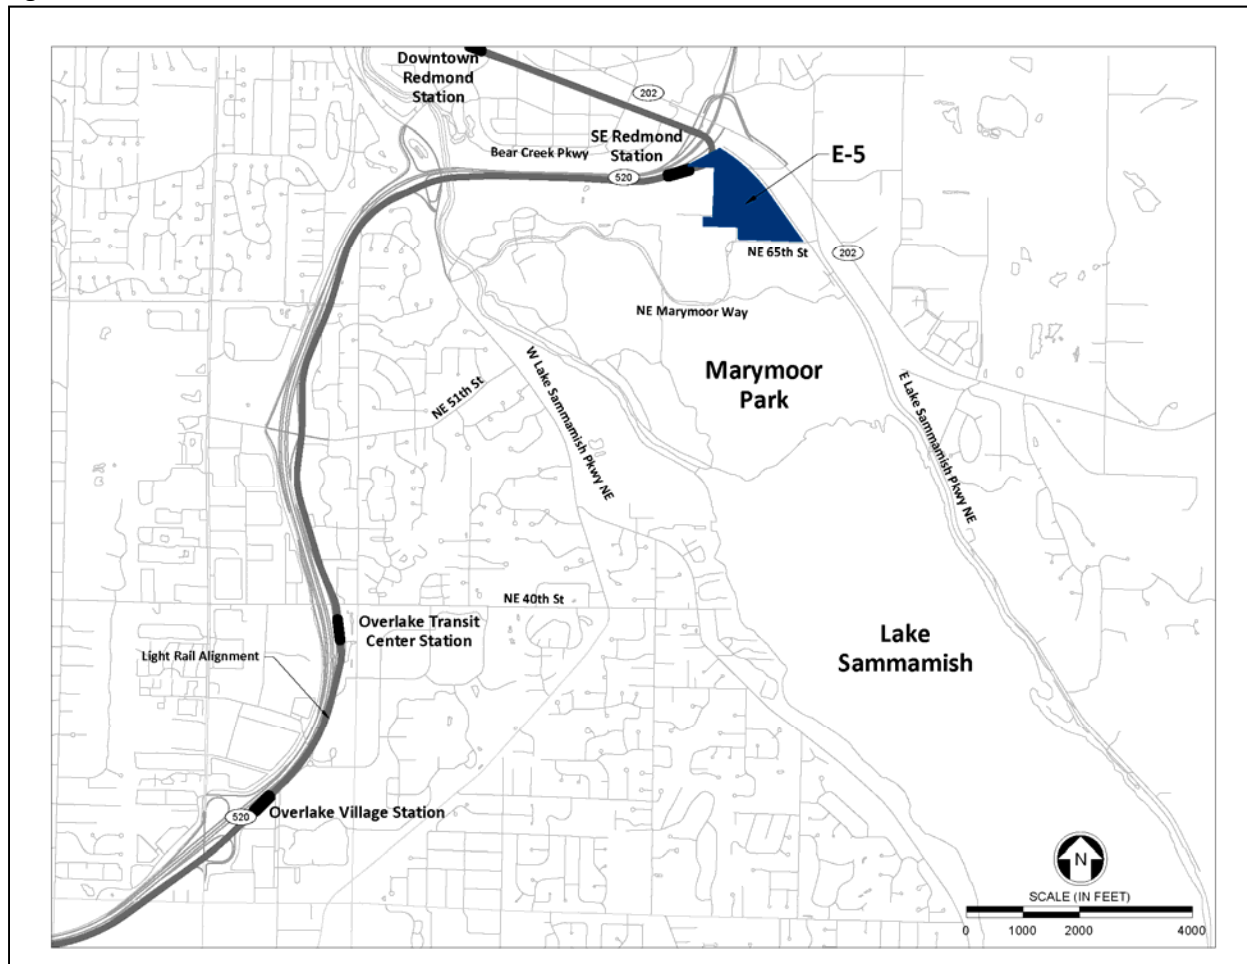 Downtown
Redmond
Station
202
SE Redmond
Station
Bear Creek Pkwy
520
E-5
NE 65th St
202
NE Marymoor Way
Marymoor
Park
W Lake Sammamish Pkwy NE
NE 51th St
E Lake Sammamish Pkwy NE
NE 40th St
Overlake Transit
Center Station
Light Rail Alignment
Lake
Sammamish
520
Overlake Village Station
N
SCALE (IN FEET)
0 1000 2000 4000